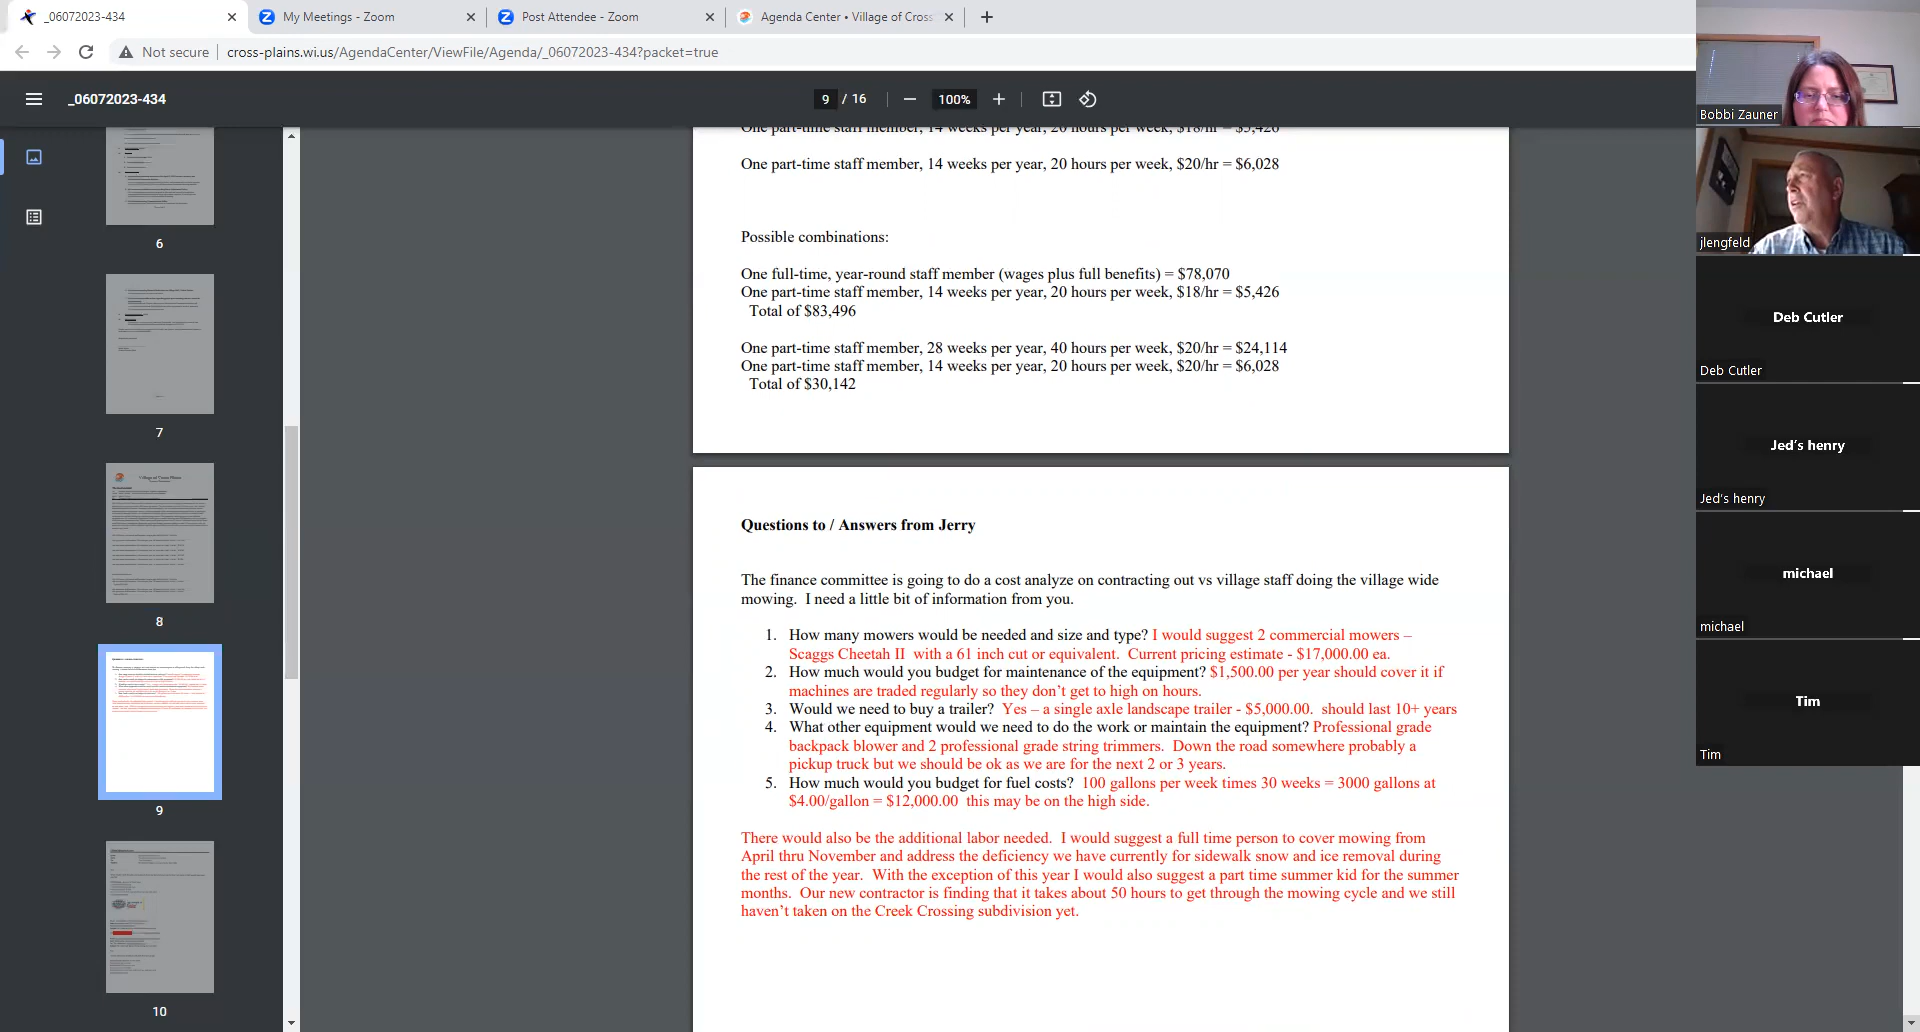 _06072023-434
My Meetings - Zoom
Post Attendee - Zoom
Agenda Center • Village of Cross
Not secure
cross-plains.wi.us/AgendaCenter/ViewFile/Agenda/_06072023-434?packet=true
_06072023-434
9 / 16
100%
6
7
8
9
10
One part-time staff member, 14 weeks per year, 20 hours per week, $18/hr = $5,426
One part-time staff member, 14 weeks per year, 20 hours per week, $20/hr = $6,028
Possible combinations:
One full-time, year-round staff member (wages plus full benefits) = $78,070
One part-time staff member, 14 weeks per year, 20 hours per week, $18/hr = $5,426
Total of $83,496
One part-time staff member, 28 weeks per year, 40 hours per week, $20/hr = $24,114
One part-time staff member, 14 weeks per year, 20 hours per week, $20/hr = $6,028
Total of $30,142
Questions to / Answers from Jerry
The finance committee is going to do a cost analyze on contracting out vs village staff doing the village wide
mowing. I need a little bit of information from you.
1. How many mowers would be needed and size and type? I would suggest 2 commercial mowers –
Scaggs Cheetah II with a 61 inch cut or equivalent. Current pricing estimate - $17,000.00 ea.
2. How much would you budget for maintenance of the equipment? $1,500.00 per year should cover it if
machines are traded regularly so they don't get to high on hours.
3. Would we need to buy a trailer? Yes – a single axle landscape trailer - $5,000.00. should last 10+ years
4. What other equipment would we need to do the work or maintain the equipment? Professional grade
backpack blower and 2 professional grade string trimmers. Down the road somewhere probably a
pickup truck but we should be ok as we are for the next 2 or 3 years.
5. How much would you budget for fuel costs? 100 gallons per week times 30 weeks = 3000 gallons at
$4.00/gallon = $12,000.00 this may be on the high side.
There would also be the additional labor needed. I would suggest a full time person to cover mowing from
April thru November and address the deficiency we have currently for sidewalk snow and ice removal during
the rest of the year. With the exception of this year I would also suggest a part time summer kid for the summer
months. Our new contractor is finding that it takes about 50 hours to get through the mowing cycle and we still
haven't taken on the Creek Crossing subdivision yet.
Bobbi Zauner
jlengfeld
Deb Cutler
Deb Cutler
Jed's henry
Jed's henry
michael
michael
Tim
Tim